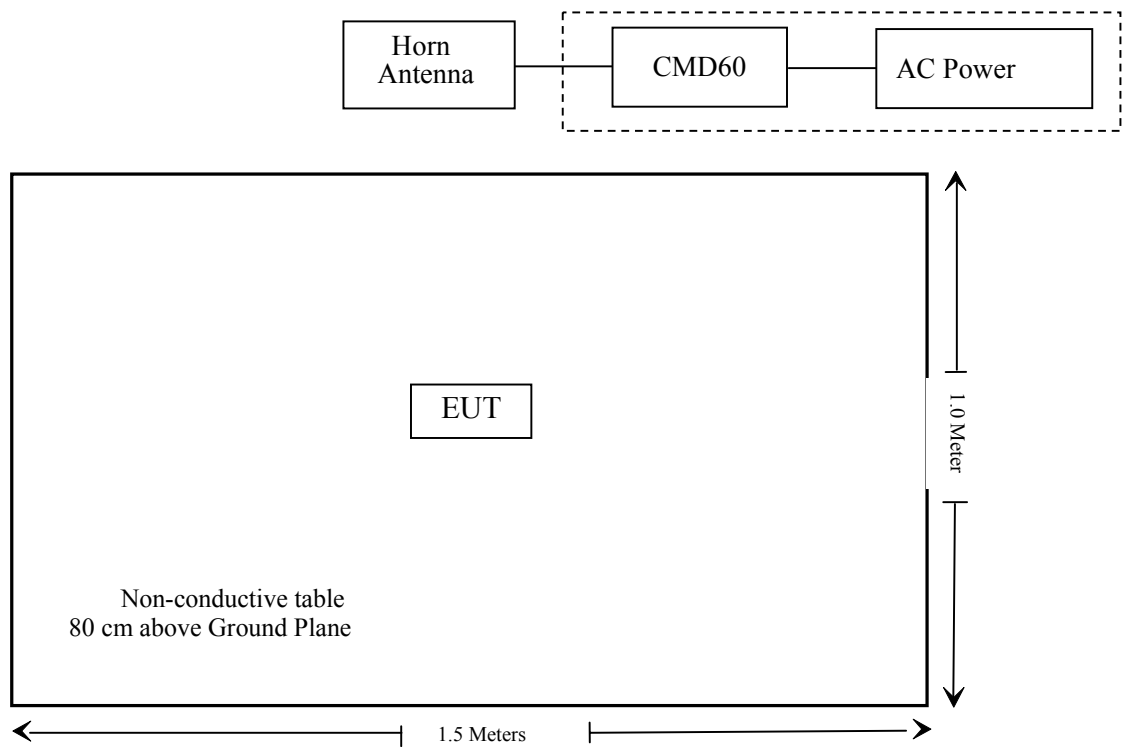 Horn
Antenna
CMD60
AC Power
EUT
1.0 Meter
Non-conductive table
80 cm above Ground Plane
1.5 Meters